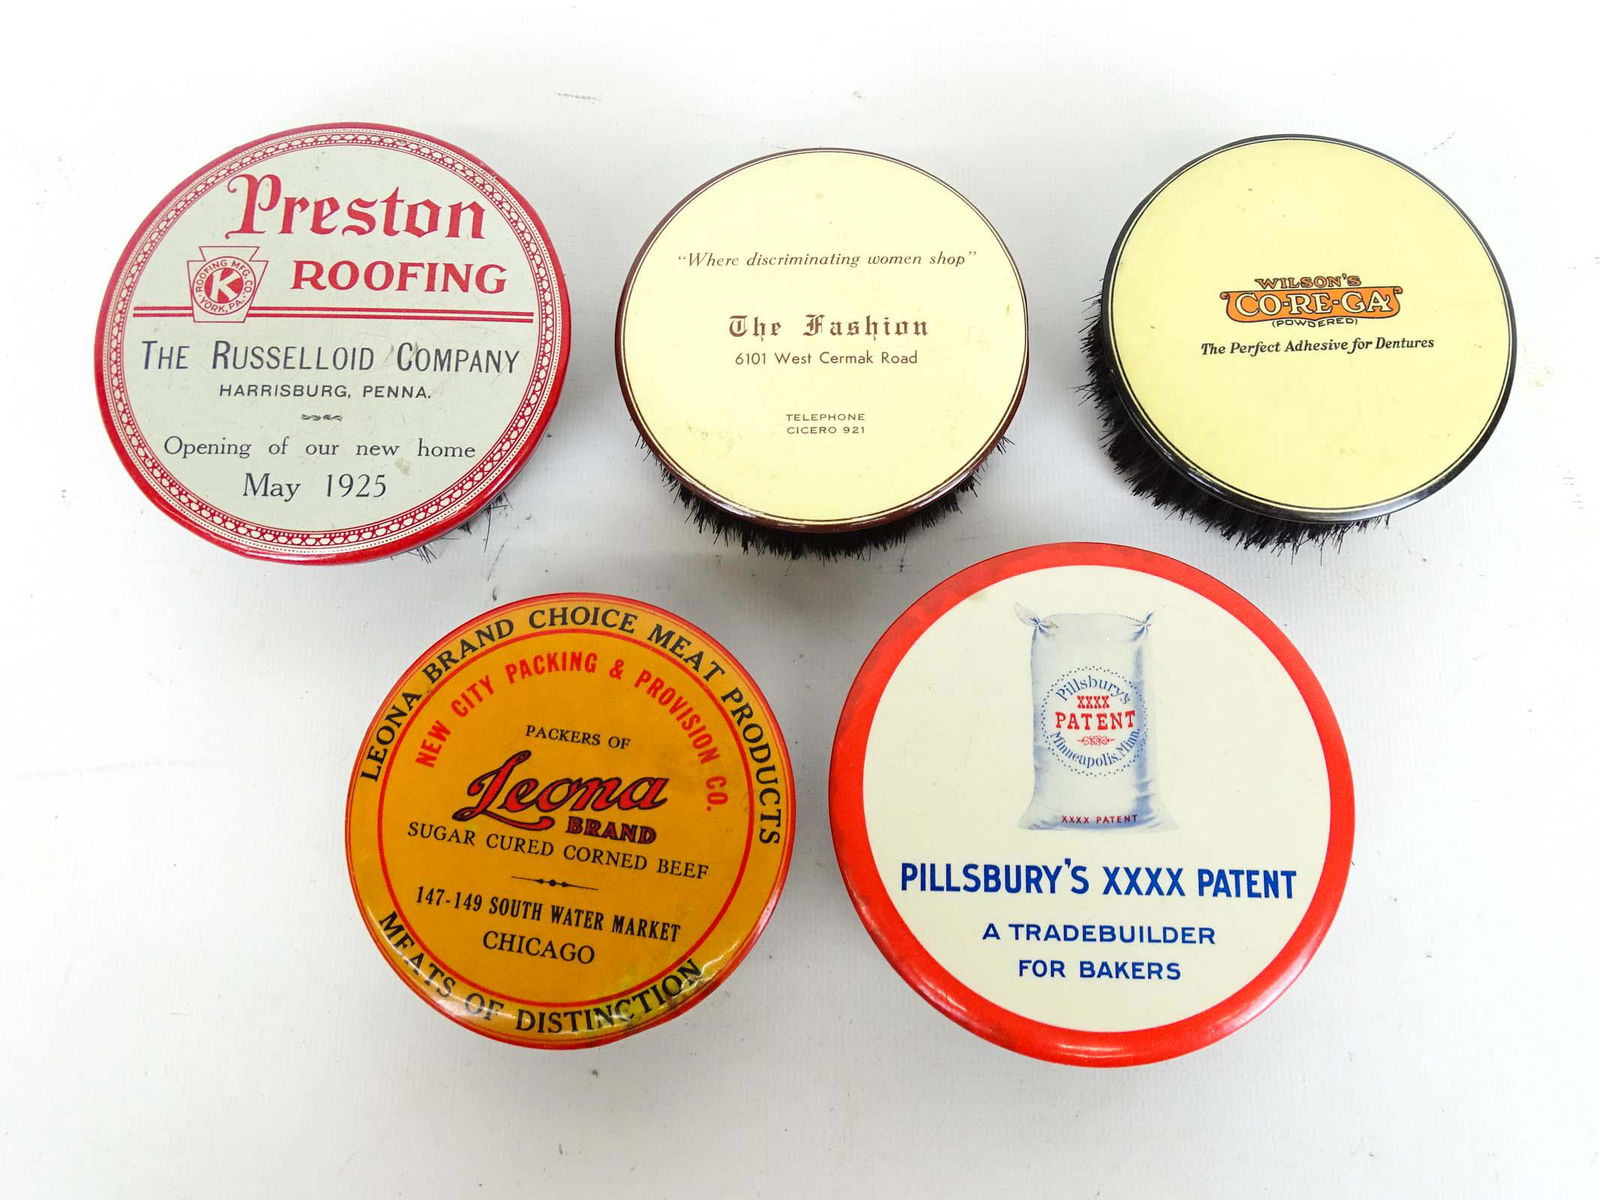 Preston
ROOFING MFG. CO.
K
YORK, PA.
ROOFING
THE RUSSELLOID COMPANY
HARRISBURG, PENNA.
Opening of our new home
May 1925
"Where discriminating women shop"
The Fashion
6101 West Cermak Road
TELEPHONE
CICERO 921
WILSON'S
CO-RE-GA
(POWDERED)
The Perfect Adhesive for Dentures
LEONA BRAND CHOICE MEAT PRODUCTS
NEW CITY PACKING & PROVISION CO.
PACKERS OF
Leona
BRAND
SUGAR CURED CORNED BEEF
147-149 SOUTH WATER MARKET
CHICAGO
MEATS OF DISTINCTION
Pillsbury's
XXXX
PATENT
Minneapolis, Minn.
XXXX PATENT
PILLSBURY'S XXXX PATENT
A TRADEBUILDER
FOR BAKERS